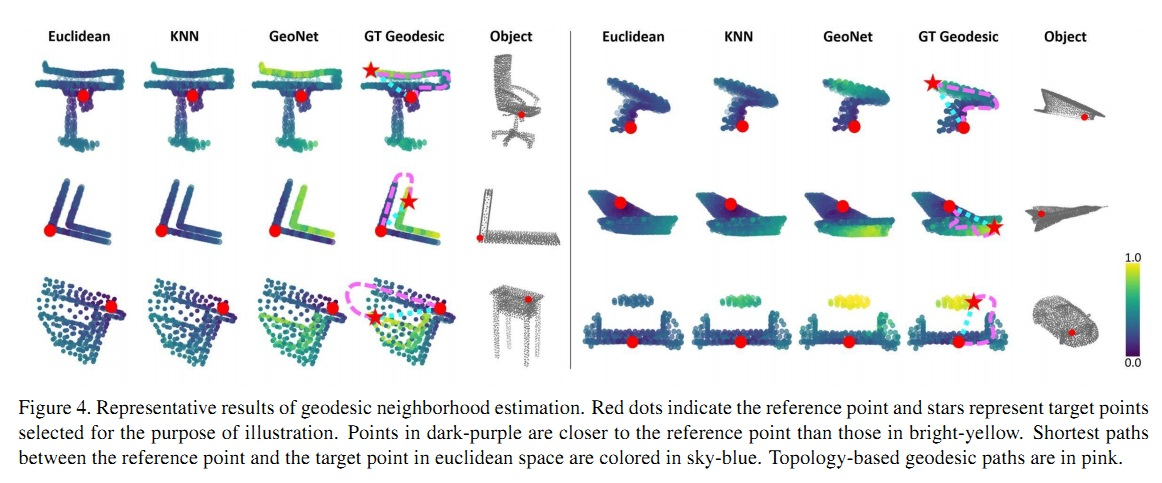 Euclidean KNN GeoNet GT Geodesic Object Euclidean KNN GeoNet GT Geodesic Object
1.0
0.0
Figure 4. Representative results of geodesic neighborhood estimation. Red dots indicate the reference point and stars represent target points
selected for the purpose of illustration. Points in dark-purple are closer to the reference point than those in bright-yellow. Shortest paths
between the reference point and the target point in euclidean space are colored in sky-blue. Topology-based geodesic paths are in pink.